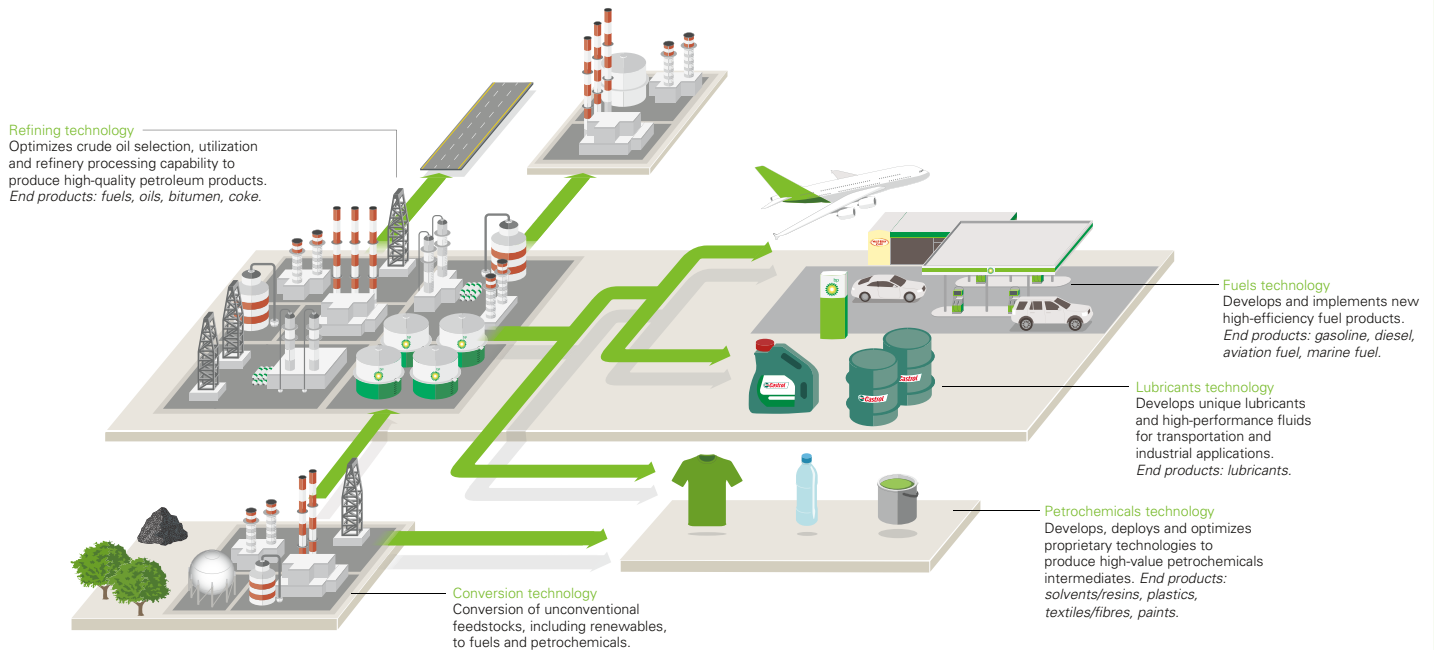 Refining technology
Optimizes crude oil selection, utilization
and refinery processing capability to
produce high-quality petroleum products.
End products: fuels, oils, bitumen, coke.
Fuels technology
Develops and implements new
high-efficiency fuel products.
End products: gasoline, diesel,
aviation fuel, marine fuel.
Lubricants technology
Develops unique lubricants
and high-performance fluids
for transportation and
industrial applications.
End products: lubricants.
Petrochemicals technology
Develops, deploys and optimizes
proprietary technologies to
produce high-value petrochemicals
intermediates. End products:
solvents/resins, plastics,
textiles/fibres, paints.
Conversion technology
Conversion of unconventional
feedstocks, including renewables,
to fuels and petrochemicals.
bp
bp
bp
bp
bp
Castrol
Castrol
Castrol